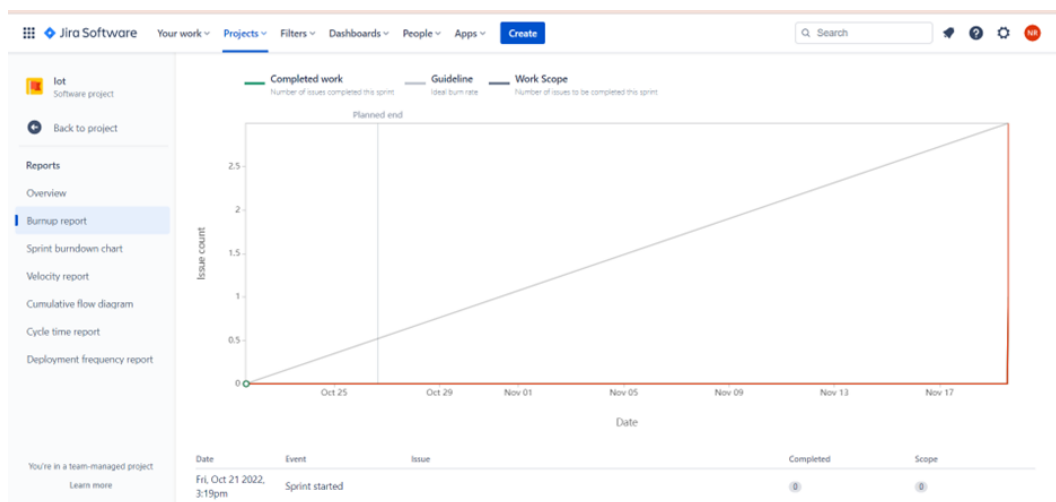 Jira Software Your work Projects Filters Dashboards People Apps Create Search NR
Iot
Software project
Back to project
Reports
Overview
Burnup report
Sprint burndown chart
Velocity report
Cumulative flow diagram
Cycle time report
Deployment frequency report
You're in a team-managed project
Learn more
Completed work Guideline Work Scope
Number of issues completed this sprint Ideal burn rate Number of issues to be completed this sprint
Planned end
2.5
2
1.5
1
0.5
0
Issue count
Oct 25 Oct 29 Nov 01 Nov 05 Nov 09 Nov 13 Nov 17
Date
Date Event Issue Completed Scope
Fri, Oct 21 2022, Sprint started 0 0
3:19pm